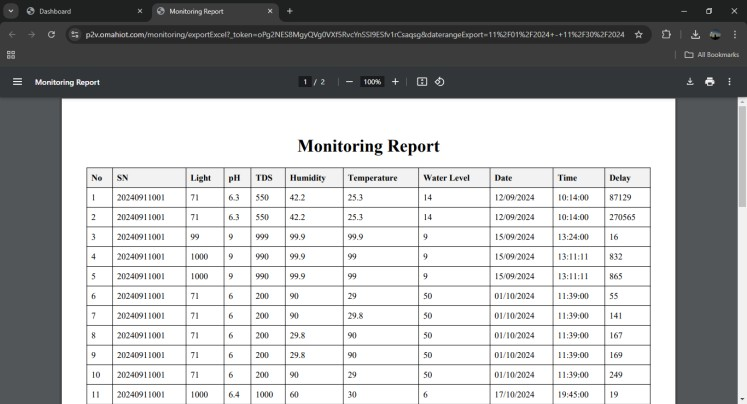 Dashboard
Monitoring Report
p2v.omahiot.com/monitoring/exportExcel?_token=oPg2NES8MgyQVg0VXf5RvcYnSSI9ESfv1rCsaqsg&daterangeExport=11%2F01%2F2024+-+11%2F30%2F2024
All Bookmarks
Monitoring Report
1 / 2
100%
Monitoring Report
No SN Light pH TDS Humidity Temperature Water Level Date Time Delay
1 20240911001 71 6.3 550 42.2 25.3 14 12/09/2024 10:14:00 87129
2 20240911001 71 6.3 550 42.2 25.3 14 12/09/2024 10:14:00 270565
3 20240911001 99 9 999 99.9 99.9 9 15/09/2024 13:24:00 16
4 20240911001 1000 9 990 99.9 99 9 15/09/2024 13:11:11 832
5 20240911001 1000 9 990 99.9 99 9 15/09/2024 13:11:11 865
6 20240911001 71 6 200 90 29 50 01/10/2024 11:39:00 55
7 20240911001 71 6 200 90 29.8 50 01/10/2024 11:39:00 141
8 20240911001 71 6 200 29.8 90 50 01/10/2024 11:39:00 167
9 20240911001 71 6 200 29.8 90 50 01/10/2024 11:39:00 169
10 20240911001 71 6 200 90 29 50 01/10/2024 11:39:00 249
11 20240911001 1000 6.4 1000 60 30 6 17/10/2024 19:45:00 19